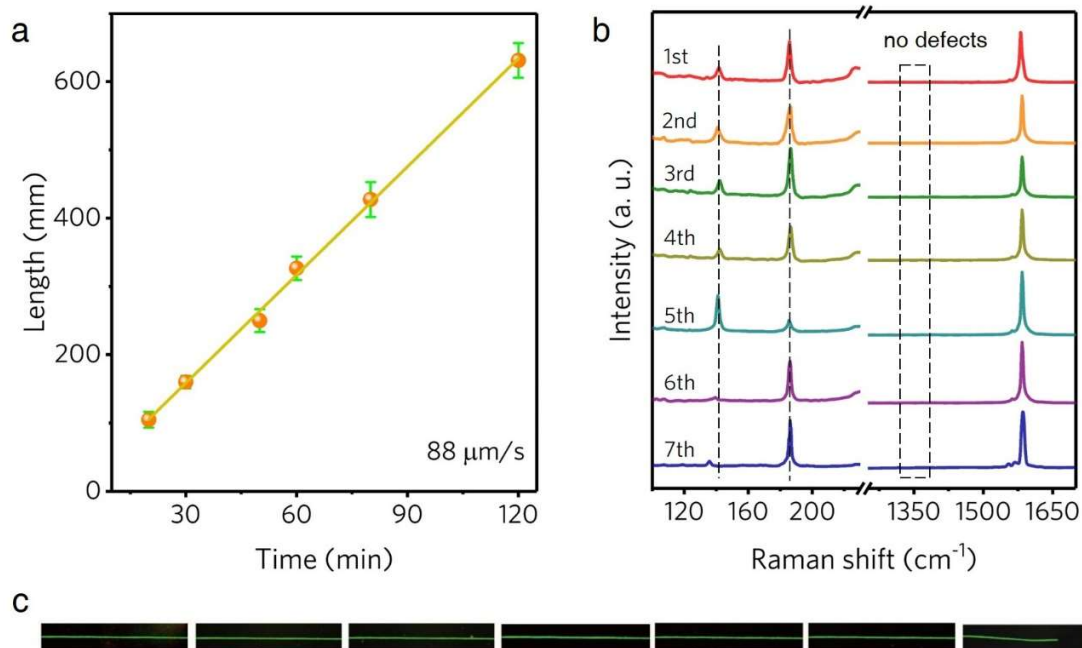 a
600
400
200
0
Length (mm)
88 μm/s
30 60 90 120
Time (min)
b
no defects
1st
2nd
3rd
4th
5th
6th
7th
Intensity (a. u.)
120 160 200 1350 1500 1650
Raman shift (cm⁻¹)
c